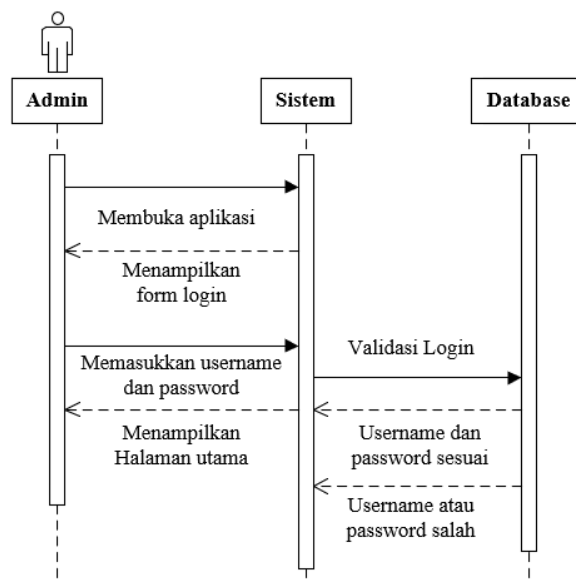 Admin
Sistem
Database
Membuka aplikasi
Menampilkan
form login
Memasukkan username
dan password
Validasi Login
Menampilkan
Halaman utama
Username dan
password sesuai
Username atau
password salah